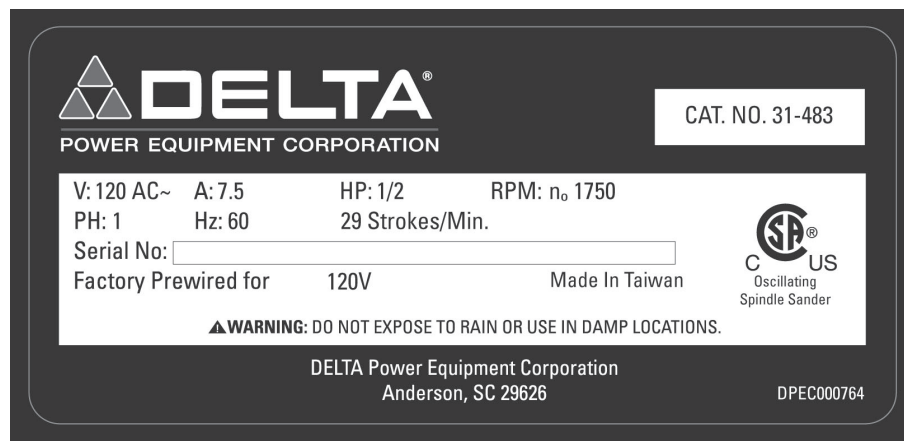 DELTA®
POWER EQUIPMENT CORPORATION
CAT. NO. 31-483
V: 120 AC~ A: 7.5 HP: 1/2 RPM: n₀ 1750
PH: 1 Hz: 60 29 Strokes/Min.
Serial No:
Factory Prewired for 120V Made In Taiwan
SA®
C US
Oscillating
Spindle Sander
⚠WARNING: DO NOT EXPOSE TO RAIN OR USE IN DAMP LOCATIONS.
DELTA Power Equipment Corporation
Anderson, SC 29626
DPEC000764